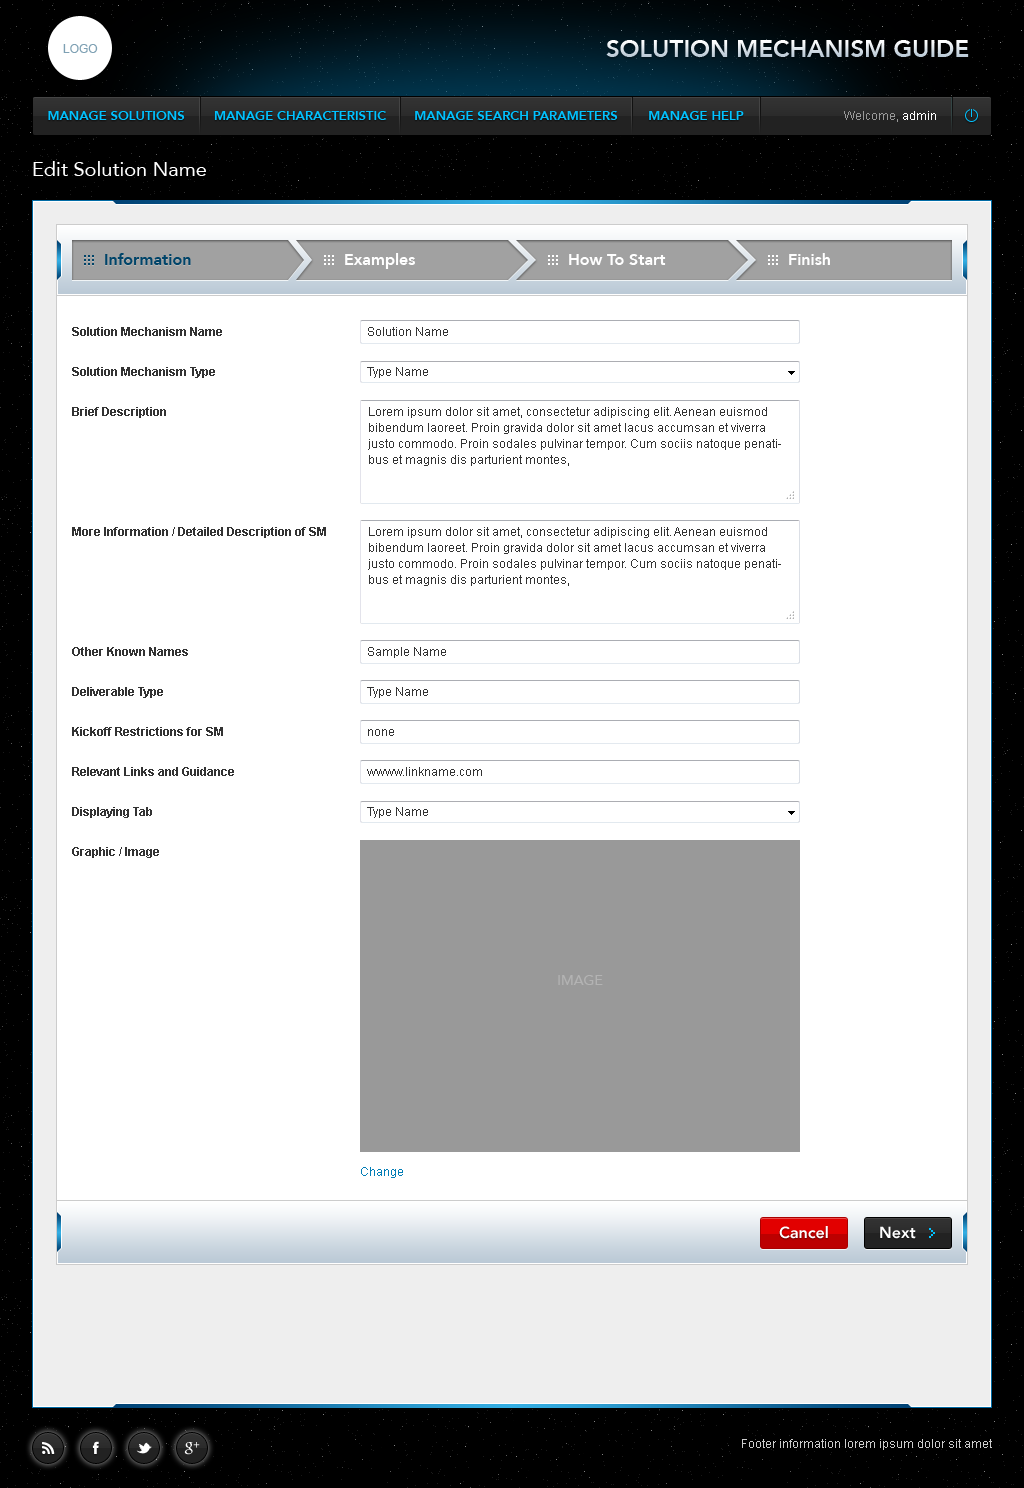 LOGO
SOLUTION MECHANISM GUIDE
MANAGE SOLUTIONS
MANAGE CHARACTERISTIC
MANAGE SEARCH PARAMETERS
MANAGE HELP
Welcome, admin
Edit Solution Name
Information
Examples
How To Start
Finish
Solution Mechanism Name
Solution Name
Solution Mechanism Type
Type Name
Brief Description
Lorem ipsum dolor sit amet, consectetur adipiscing elit. Aenean euismod
bibendum laoreet. Proin gravida dolor sit amet lacus accumsan et viverra
justo commodo. Proin sodales pulvinar tempor. Cum sociis natoque penati-
bus et magnis dis parturient montes,
More Information / Detailed Description of SM
Lorem ipsum dolor sit amet, consectetur adipiscing elit. Aenean euismod
bibendum laoreet. Proin gravida dolor sit amet lacus accumsan et viverra
justo commodo. Proin sodales pulvinar tempor. Cum sociis natoque penati-
bus et magnis dis parturient montes,
Other Known Names
Sample Name
Deliverable Type
Type Name
Kickoff Restrictions for SM
none
Relevant Links and Guidance
wwww.linkname.com
Displaying Tab
Type Name
Graphic / Image
IMAGE
Change
Cancel
Next
f
g+
Footer information lorem ipsum dolor sit amet